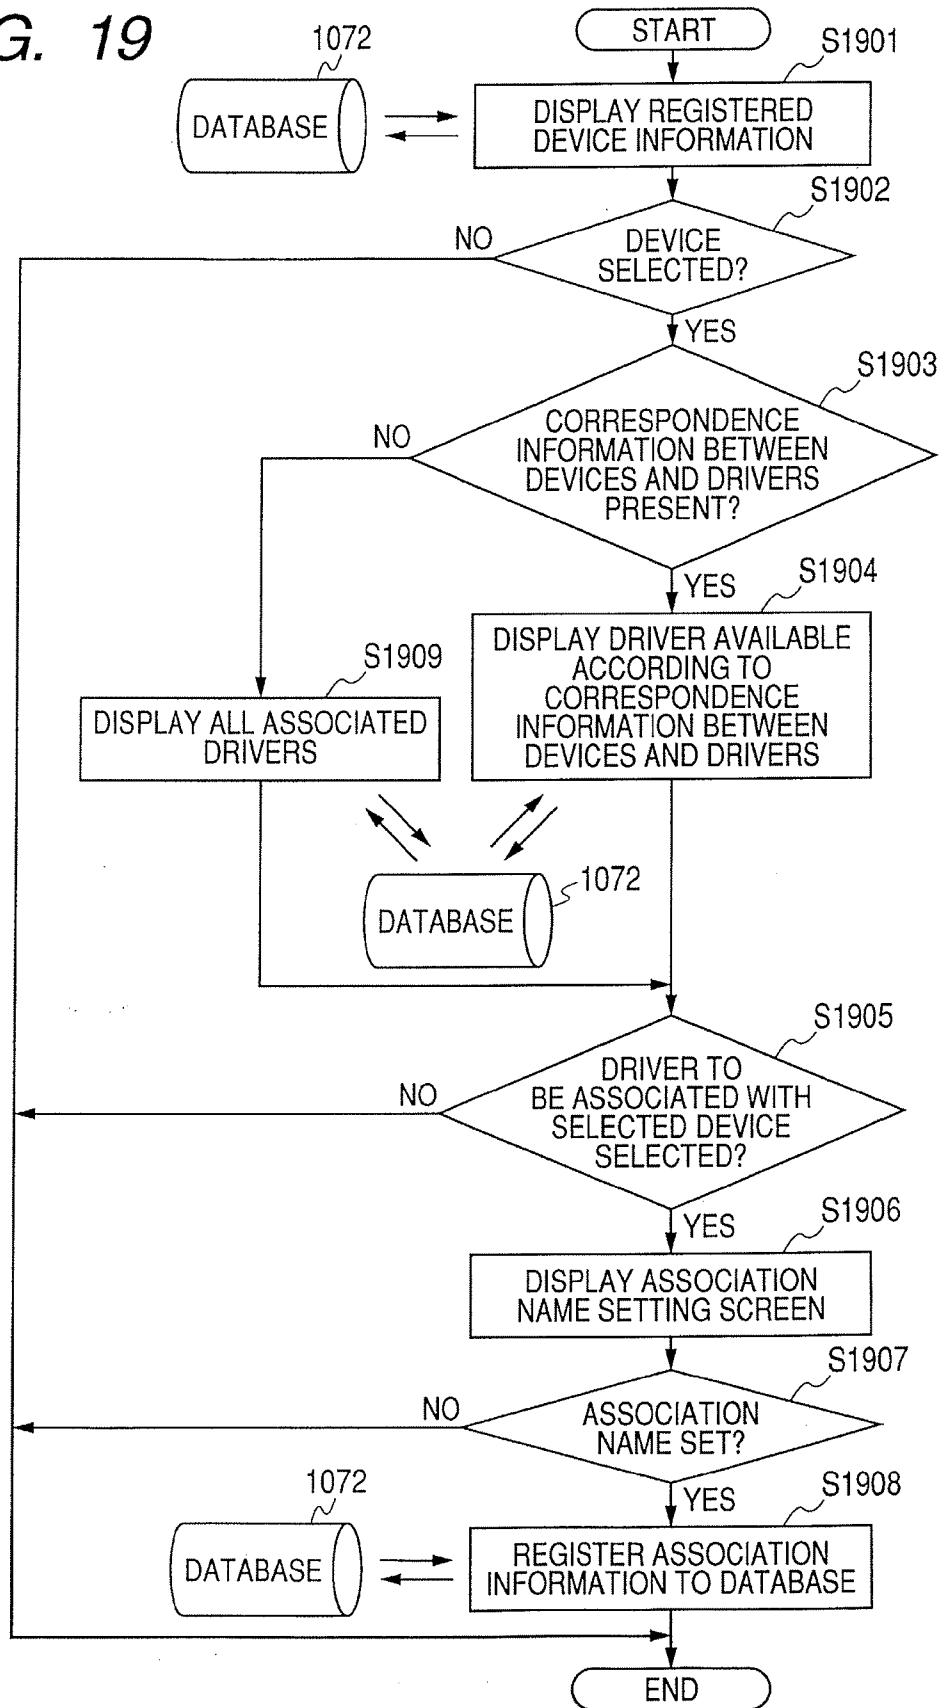 G. 19
START
1072
S1901
DATABASE
DISPLAY REGISTERED
DEVICE INFORMATION
S1902
NO
DEVICE
SELECTED?
YES
S1903
NO
CORRESPONDENCE
INFORMATION BETWEEN
DEVICES AND DRIVERS
PRESENT?
YES
S1904
S1909
DISPLAY DRIVER AVAILABLE
ACCORDING TO
CORRESPONDENCE
INFORMATION BETWEEN
DEVICES AND DRIVERS
DISPLAY ALL ASSOCIATED
DRIVERS
1072
DATABASE
S1905
NO
DRIVER TO
BE ASSOCIATED WITH
SELECTED DEVICE
SELECTED?
YES
S1906
DISPLAY ASSOCIATION
NAME SETTING SCREEN
S1907
NO
ASSOCIATION
NAME SET?
1072
YES
S1908
DATABASE
REGISTER ASSOCIATION
INFORMATION TO DATABASE
END